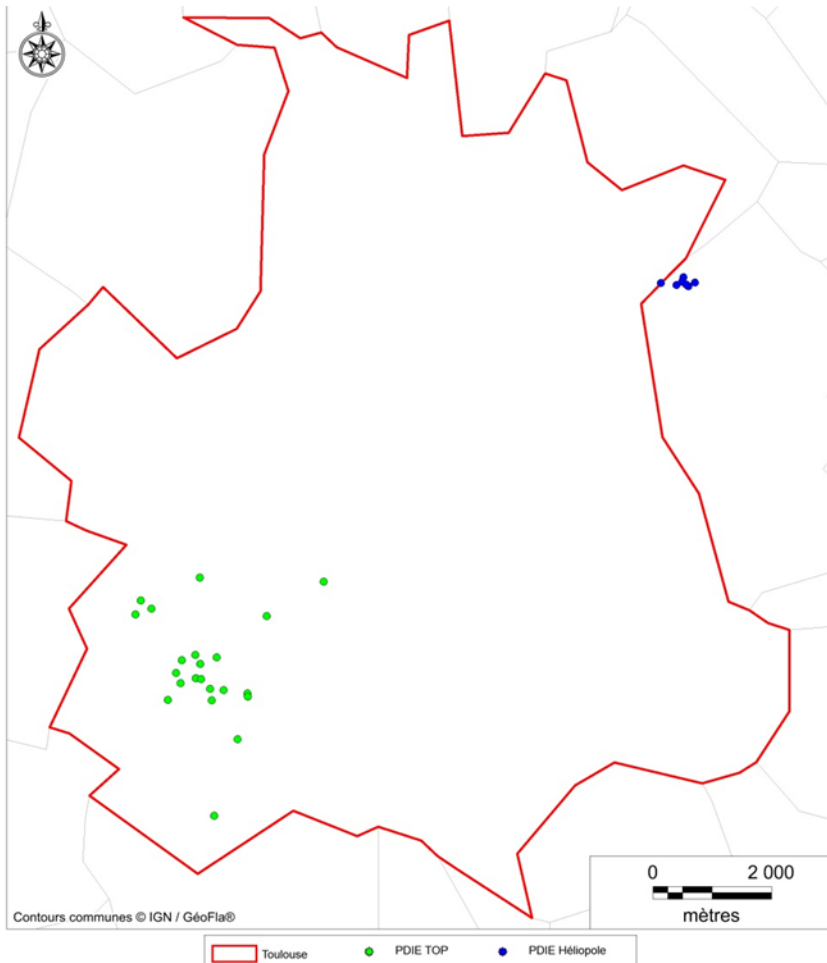 0 2 000
mètres
Contours communes © IGN / GéoFla®
Toulouse PDIE TOP PDIE Héliopole